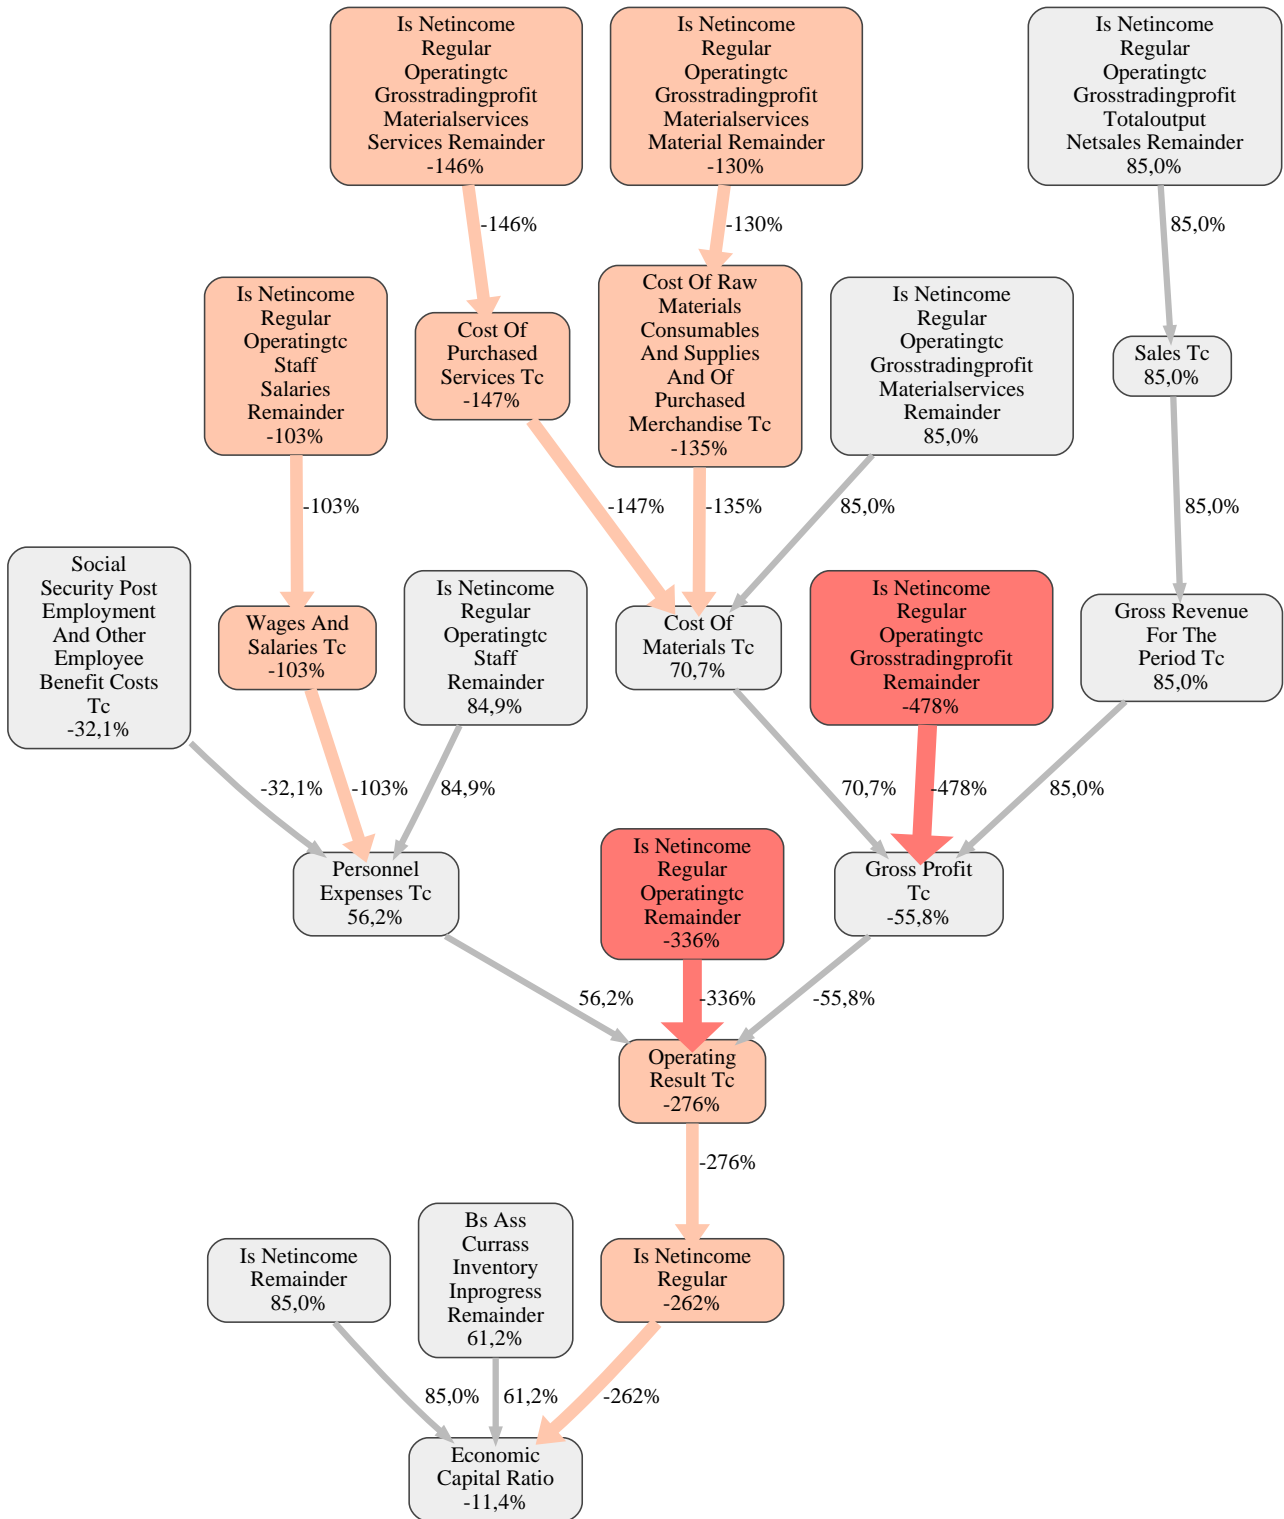 Is Netincome
Regular
Operatingtc
Grosstradingprofit
Materialservices
Services Remainder
-146%
Is Netincome
Regular
Operatingtc
Grosstradingprofit
Materialservices
Material Remainder
-130%
Is Netincome
Regular
Operatingtc
Grosstradingprofit
Totaloutput
Netsales Remainder
85,0%
-146%
-130%
85,0%
Is Netincome
Regular
Operatingtc
Staff
Salaries
Remainder
-103%
Cost Of
Purchased
Services Tc
-147%
Cost Of Raw
Materials
Consumables
And Supplies
And Of
Purchased
Merchandise Tc
-135%
Is Netincome
Regular
Operatingtc
Grosstradingprofit
Materialservices
Remainder
85,0%
Sales Tc
85,0%
-103%
-147%
-135%
85,0%
85,0%
Social
Security Post
Employment
And Other
Employee
Benefit Costs
Tc
-32,1%
Wages And
Salaries Tc
-103%
Is Netincome
Regular
Operatingtc
Staff
Remainder
84,9%
Cost Of
Materials Tc
70,7%
Is Netincome
Regular
Operatingtc
Grosstradingprofit
Remainder
-478%
Gross Revenue
For The
Period Tc
85,0%
-32,1%
-103%
84,9%
70,7%
-478%
85,0%
Personnel
Expenses Tc
56,2%
Is Netincome
Regular
Operatingtc
Remainder
-336%
Gross Profit
Tc
-55,8%
56,2%
-336%
-55,8%
Operating
Result Tc
-276%
-276%
Is Netincome
Remainder
85,0%
Bs Ass
Currass
Inventory
Inprogress
Remainder
61,2%
Is Netincome
Regular
-262%
85,0%
61,2%
-262%
Economic
Capital Ratio
-11,4%